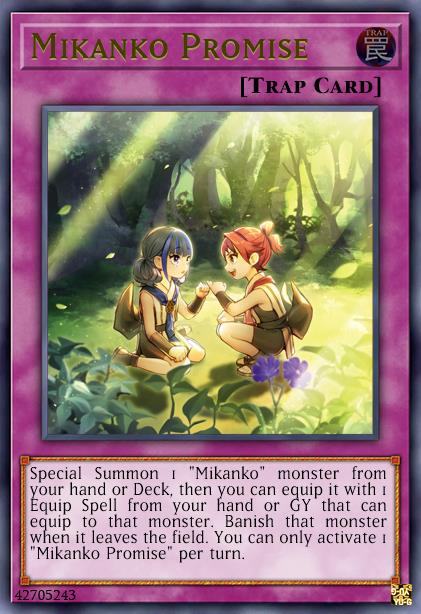 Mikanko Promise
TRAP
罠
[Trap Card]
Special Summon 1 "Mikanko" monster from
your hand or Deck, then you can equip it with 1
Equip Spell from your hand or GY that can
equip to that monster. Banish that monster
when it leaves the field. You can only activate 1
"Mikanko Promise" per turn.
42705243